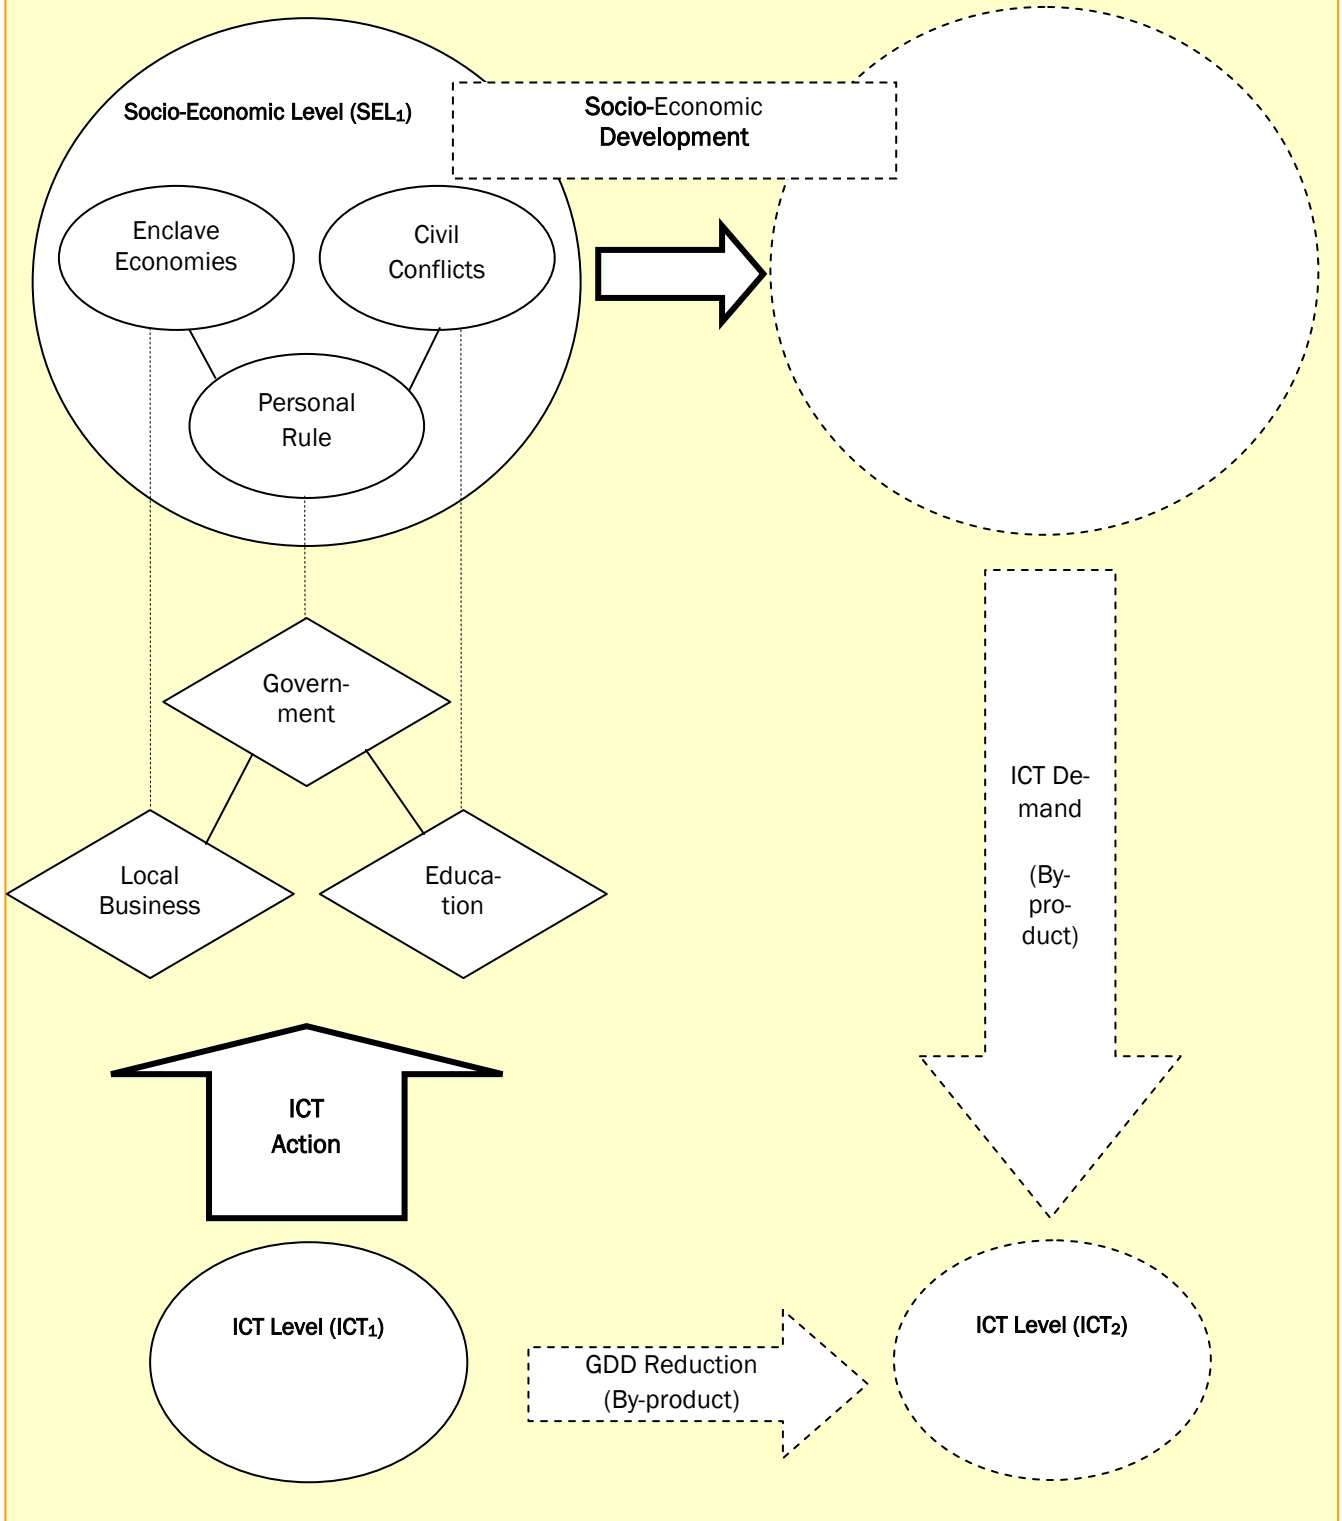 Socio-Economic Level (SEL₁)
Socio-Economic
Development
Enclave
Economies
Civil
Conflicts
Personal
Rule
Govern-
ment
Local
Business
Educa-
tion
ICT De-
mand
(By-
pro-
duct)
ICT
Action
ICT Level (ICT₁)
GDD Reduction
(By-product)
ICT Level (ICT₂)